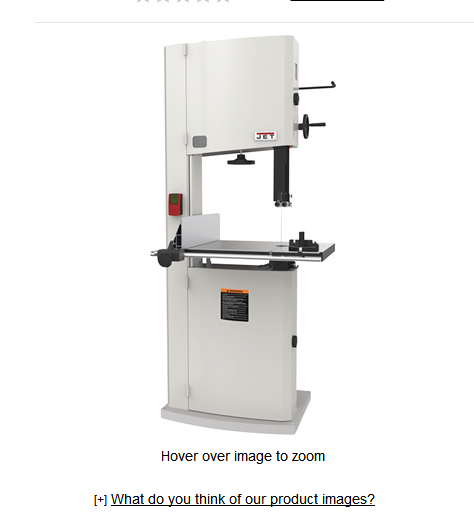 JET
Hover over image to zoom
[+] What do you think of our product images?